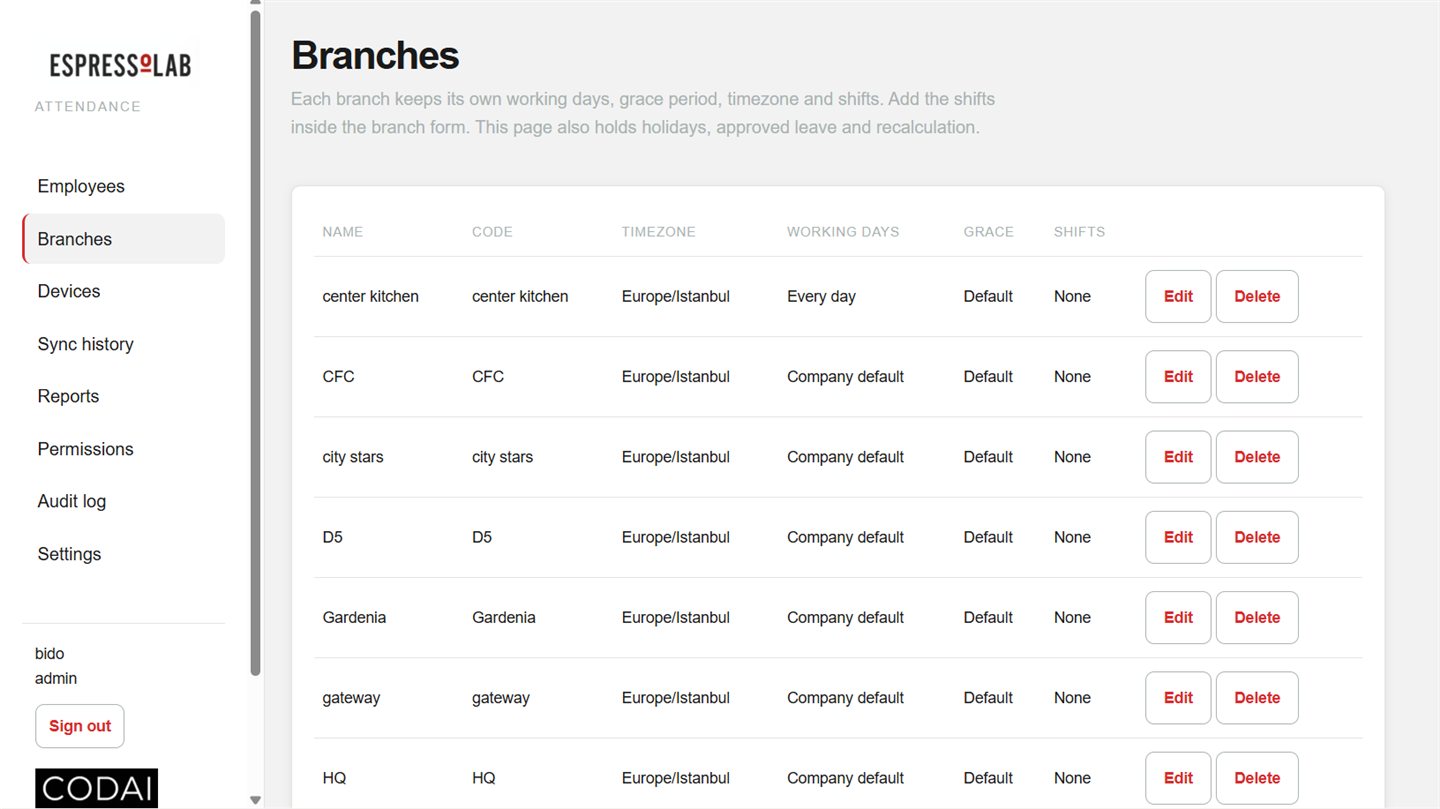 ESPRESSOLAB
ATTENDANCE
Employees
Branches
Devices
Sync history
Reports
Permissions
Audit log
Settings
bido
admin
Sign out
CODAI
Branches
Each branch keeps its own working days, grace period, timezone and shifts. Add the shifts
inside the branch form. This page also holds holidays, approved leave and recalculation.
NAME CODE TIMEZONE WORKING DAYS GRACE SHIFTS
center kitchen center kitchen Europe/Istanbul Every day Default None Edit Delete
CFC CFC Europe/Istanbul Company default Default None Edit Delete
city stars city stars Europe/Istanbul Company default Default None Edit Delete
D5 D5 Europe/Istanbul Company default Default None Edit Delete
Gardenia Gardenia Europe/Istanbul Company default Default None Edit Delete
gateway gateway Europe/Istanbul Company default Default None Edit Delete
HQ HQ Europe/Istanbul Company default Default None Edit Delete